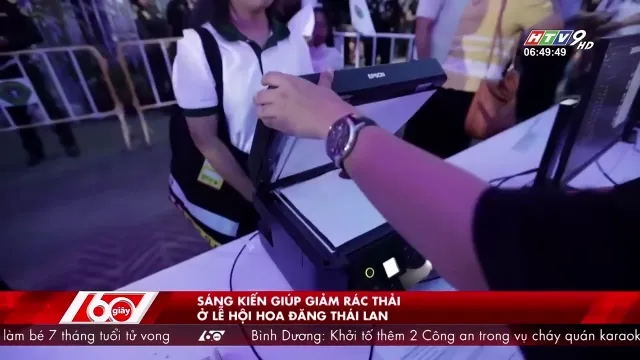 HTV9 HD
06:49:49
EPSON
60 giây
SÁNG KIẾN GIÚP GIẢM RÁC THẢI
Ở LỄ HỘI HOA ĐĂNG THÁI LAN
làm bé 7 tháng tuổi tử vong 60 Bình Dương: Khởi tố thêm 2 Công an trong vụ cháy quán karaok